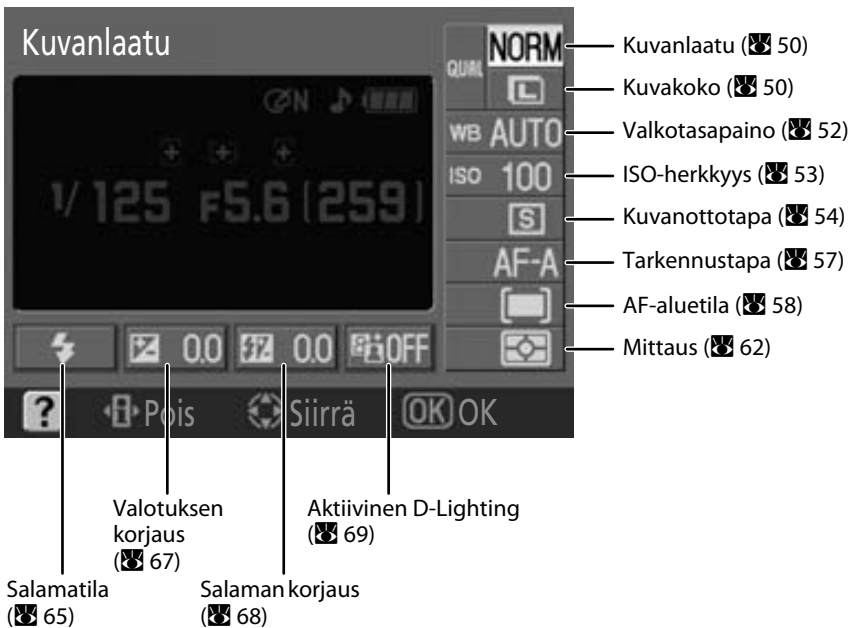 Kuvanlaatu
N
1/125 F5.6 (259)
QUAL NORM
L
WB AUTO
ISO 100
S
AF-A
0.0 0.0 OFF
? Pois Siirrä OK OK
Kuvanlaatu (50)
Kuvakoko (50)
Valkotasapaino (52)
ISO-herkkyys (53)
Kuvanottotapa (54)
Tarkennustapa (57)
AF-aluetila (58)
Mittaus (62)
Valotuksen
korjaus
(67)
Aktiivinen D-Lighting
(69)
Salamatila
(65)
Salaman korjaus
(68)